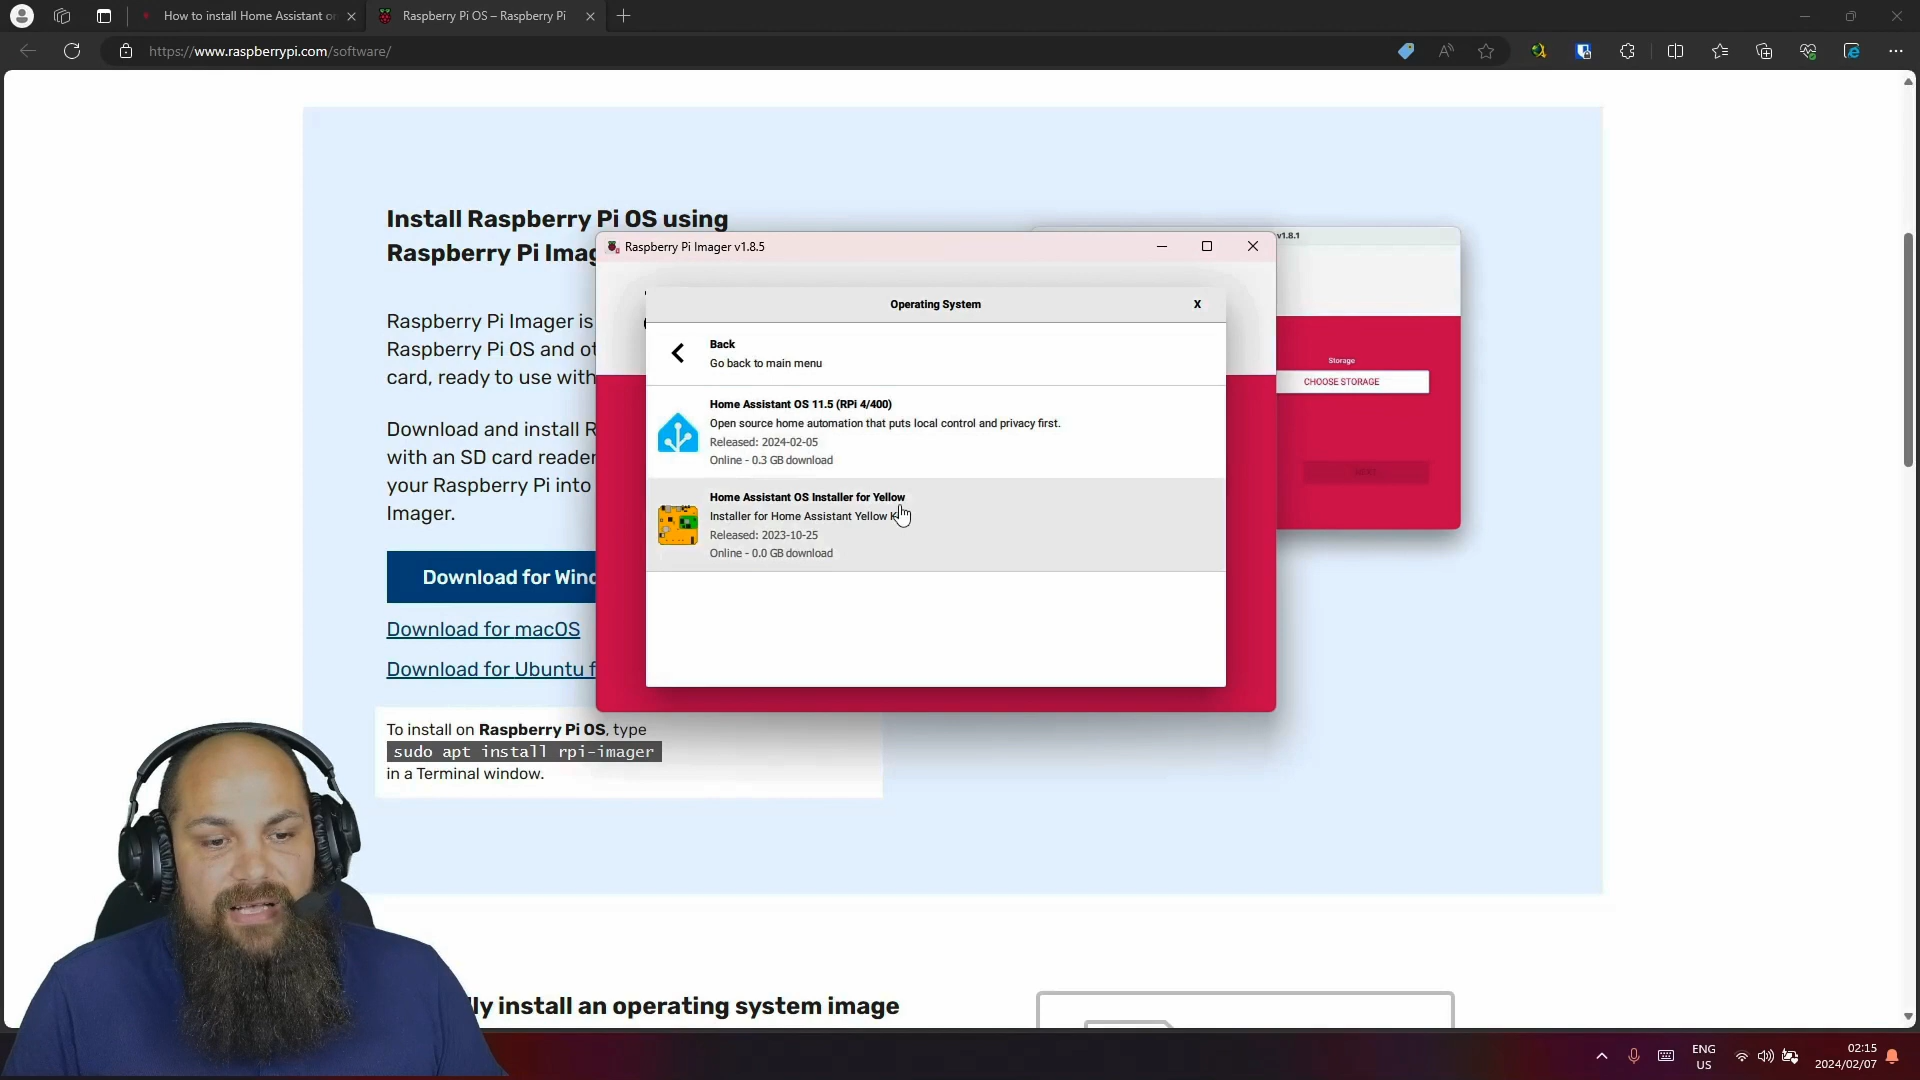 How to install Home Assistant o
Raspberry Pi OS – Raspberry Pi
https://www.raspberrypi.com/software/
Install Raspberry Pi OS using
Raspberry Pi Imag
Raspberry Pi Imager is
Raspberry Pi OS and ot
card, ready to use with
Download and install R
with an SD card reader
your Raspberry Pi into
Imager.
Download for Wind
Download for macOS
Download for Ubuntu f
To install on Raspberry Pi OS, type
sudo apt install rpi-imager
in a Terminal window.
Raspberry Pi Imager v1.8.5
Operating System
X
Back
Go back to main menu
Home Assistant OS 11.5 (RPi 4/400)
Open source home automation that puts local control and privacy first.
Released: 2024-02-05
Online - 0.3 GB download
Home Assistant OS Installer for Yellow
Installer for Home Assistant Yellow K
Released: 2023-10-25
Online - 0.0 GB download
v1.8.1
Storage
CHOOSE STORAGE
lly install an operating system image
ENG
US
02:15
2024/02/07